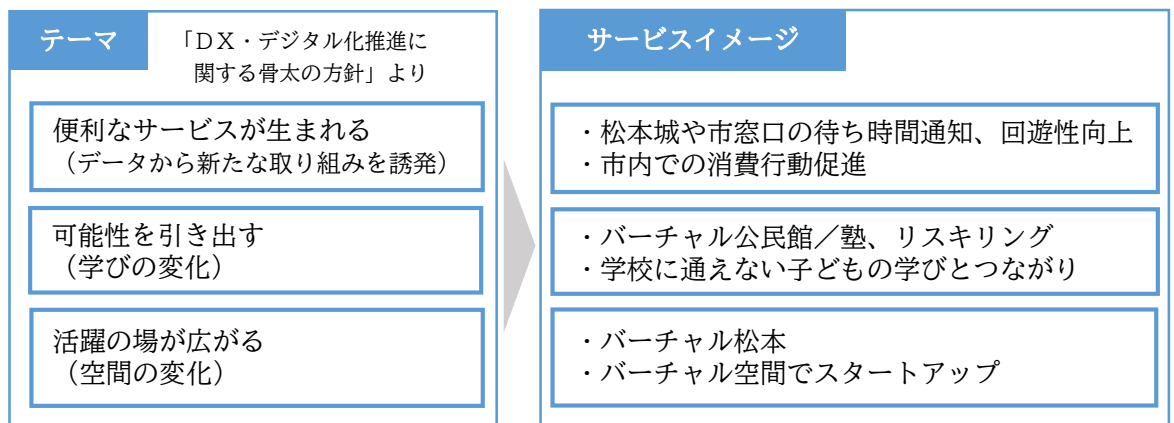 テーマ
「ＤＸ・デジタル化推進に
関する骨太の方針」より
便利なサービスが生まれる
（データから新たな取り組みを誘発）
可能性を引き出す
（学びの変化）
活躍の場が広がる
（空間の変化）
サービスイメージ
・松本城や市窓口の待ち時間通知、回遊性向上
・市内での消費行動促進
・バーチャル公民館／塾、リスキリング
・学校に通えない子どもの学びとつながり
・バーチャル松本
・バーチャル空間でスタートアップ